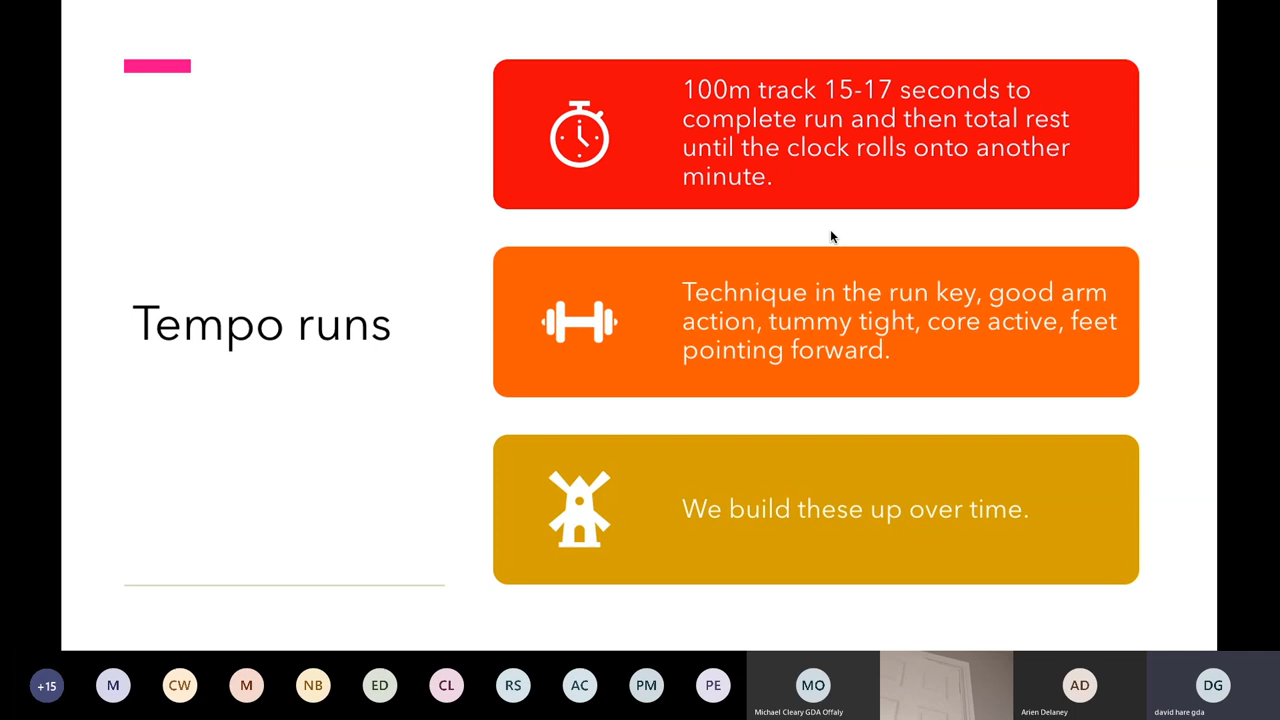 Tempo runs
100m track 15-17 seconds to
complete run and then total rest
until the clock rolls onto another
minute.
Technique in the run key, good arm
action, tummy tight, core active, feet
pointing forward.
We build these up over time.
+15
M
CW
M
NB
ED
CL
RS
AC
PM
PE
MO
Michael Cleary GDA Offaly
AD
Arien Delaney
DG
david hare gda